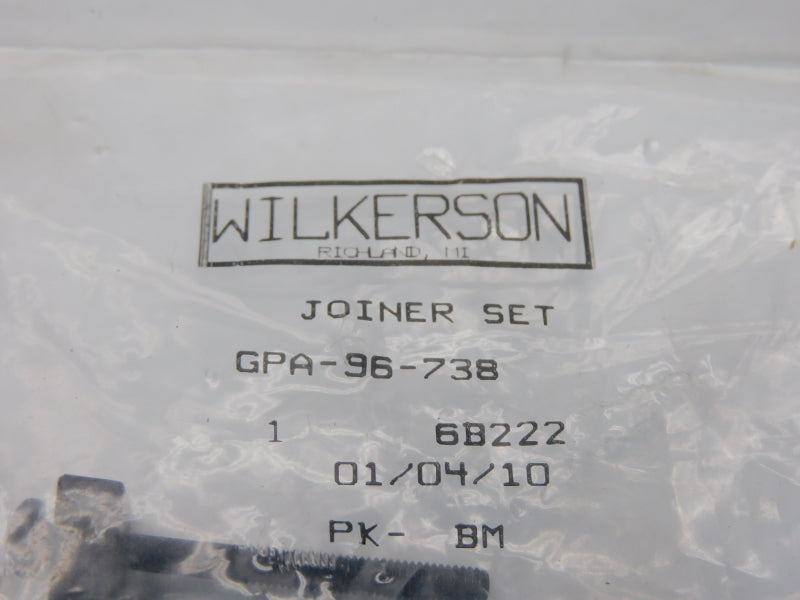 WILKERSON
RICHLAND, MI
JOINER SET
GPA-96-738
1 6B222
01/04/10
PK- BM